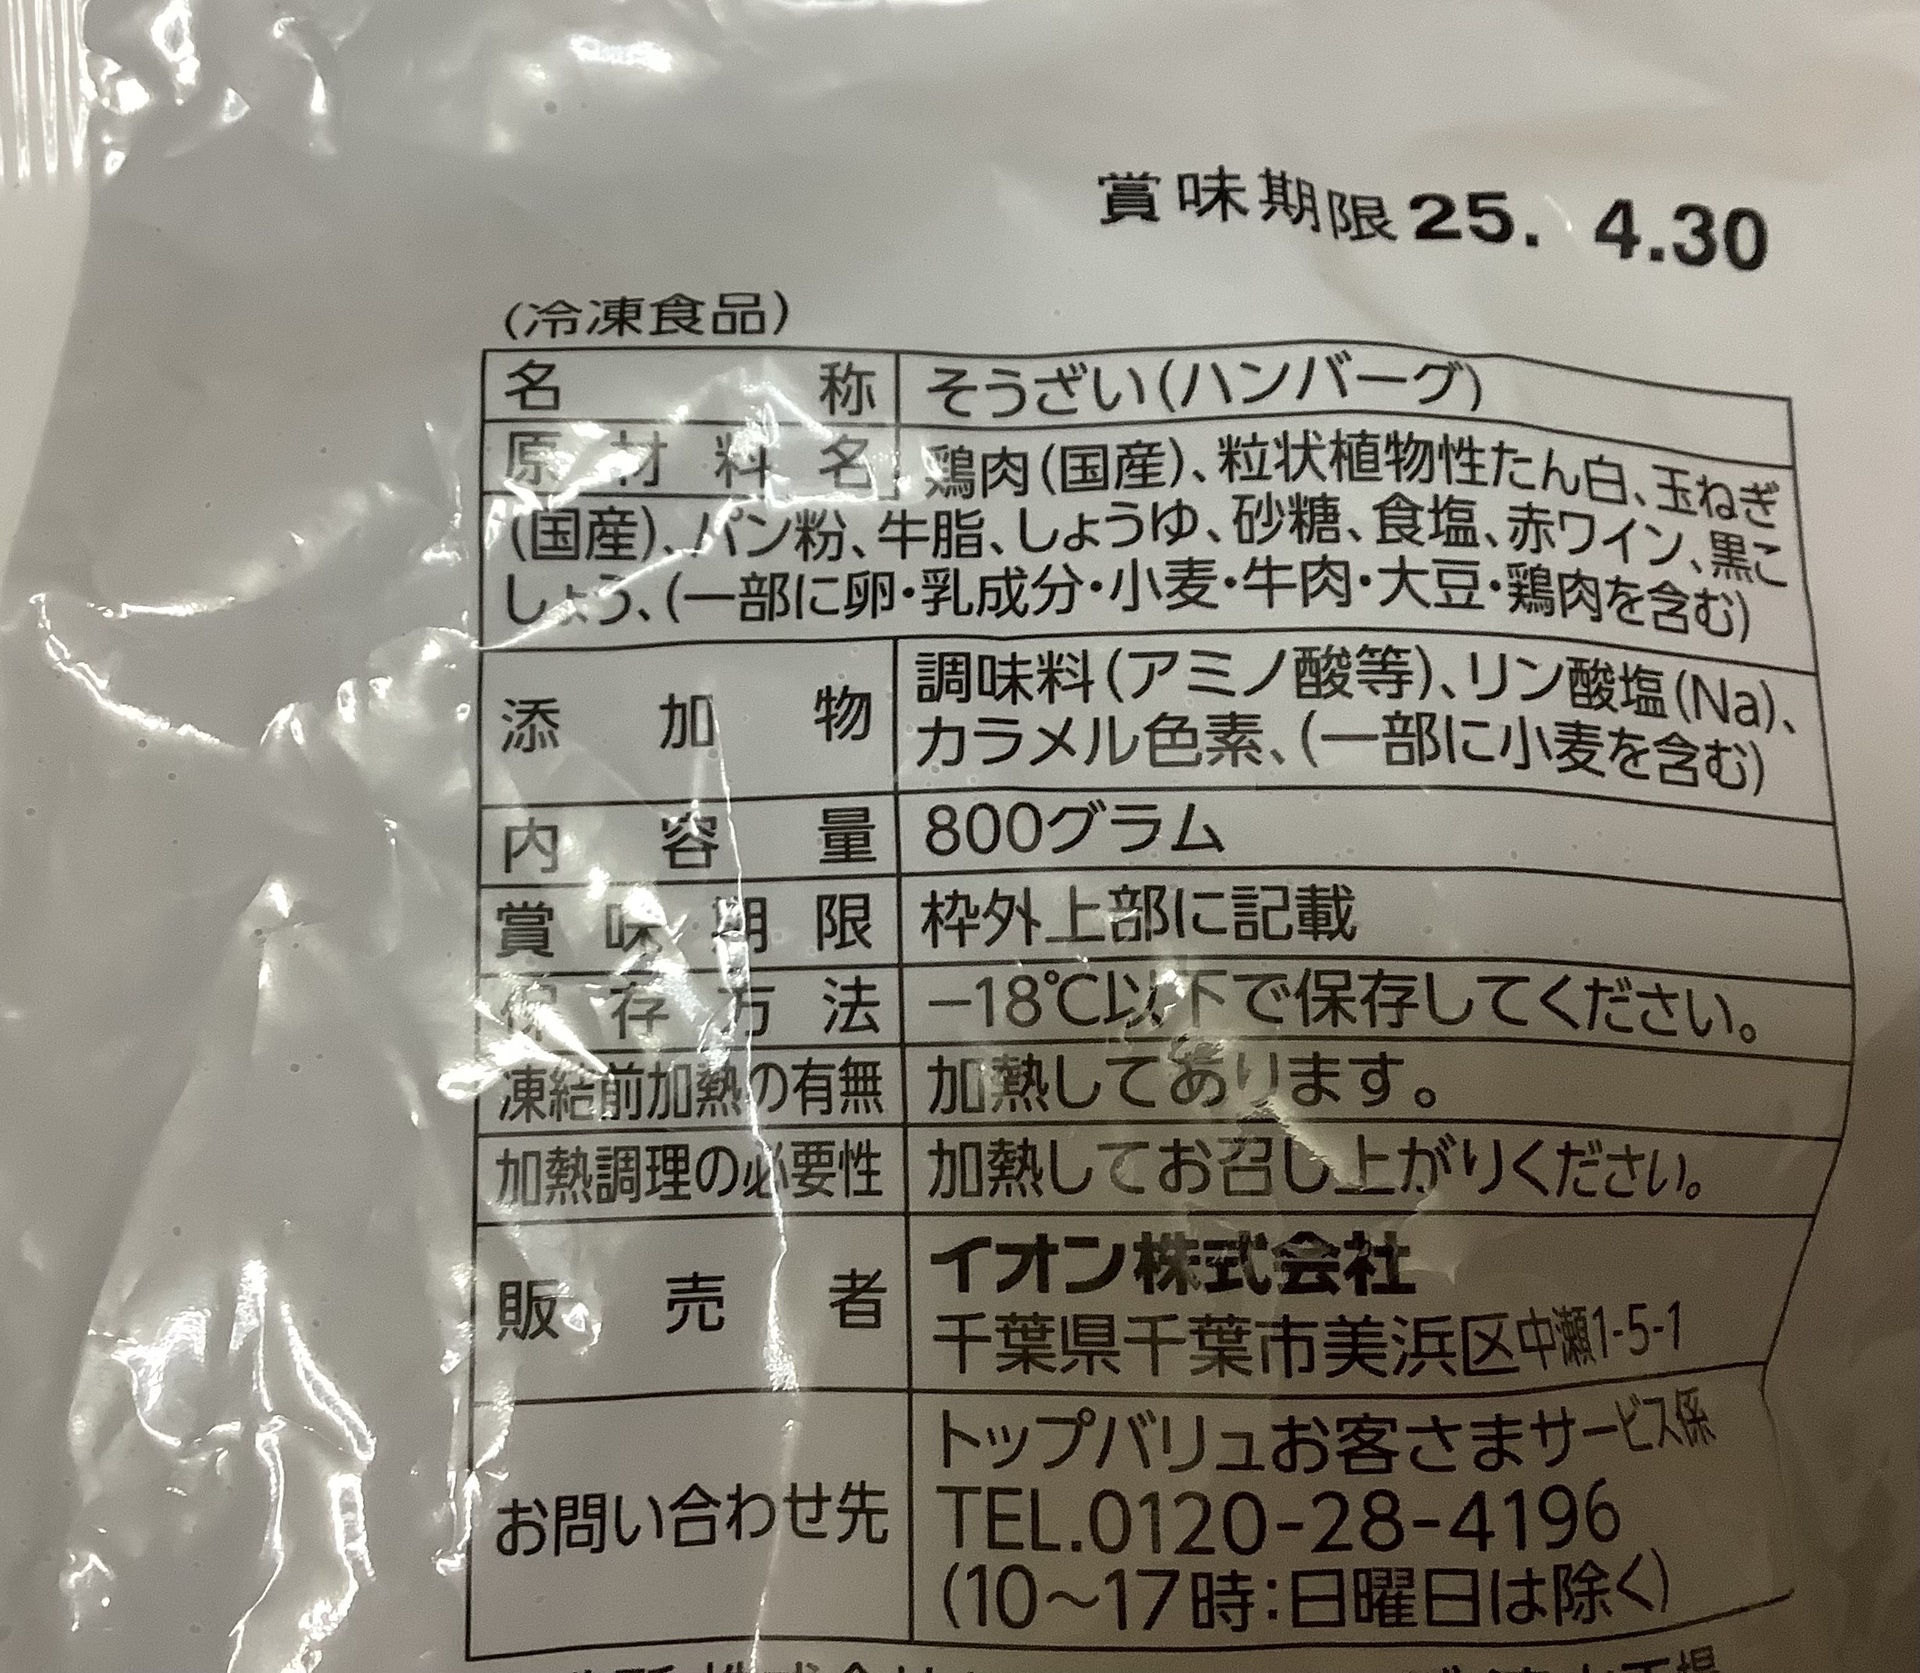 賞味期限25. 4.30
(冷凍食品)
名称 そうざい(ハンバーグ)
原材料名 鶏肉(国産)、粒状植物性たん白、玉ねぎ
(国産)、パン粉、牛脂、しょうゆ、砂糖、食塩、赤ワイン、黒こ
しょう、(一部に卵・乳成分・小麦・牛肉・大豆・鶏肉を含む)
添加物 調味料(アミノ酸等)、リン酸塩(Na)、
カラメル色素、(一部に小麦を含む)
内容量 800グラム
賞味期限 枠外上部に記載
保存方法 −18℃以下で保存してください。
凍結前加熱の有無 加熱してあります。
加熱調理の必要性 加熱してお召し上がりください。
販売者 イオン株式会社
千葉県千葉市美浜区中瀬1-5-1
お問い合わせ先 トップバリュお客さまサービス係
TEL.0120-28-4196
(10〜17時:日曜日は除く)